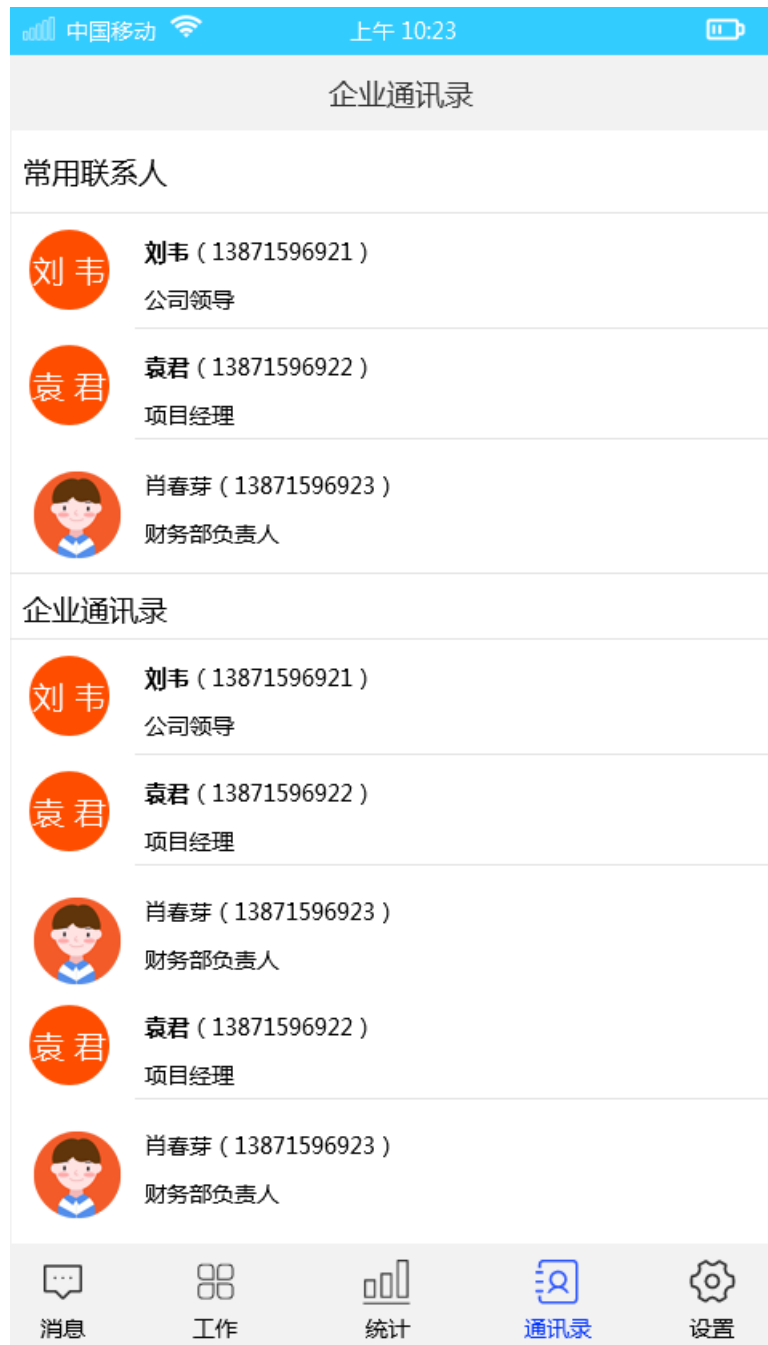 中国移动 上午 10:23
企业通讯录
常用联系人
刘 韦
刘韦（13871596921）
公司领导
袁 君
袁君（13871596922）
项目经理
肖春芽（13871596923）
财务部负责人
企业通讯录
刘 韦
刘韦（13871596921）
公司领导
袁 君
袁君（13871596922）
项目经理
肖春芽（13871596923）
财务部负责人
袁 君
袁君（13871596922）
项目经理
肖春芽（13871596923）
财务部负责人
消息 工作 统计 通讯录 设置